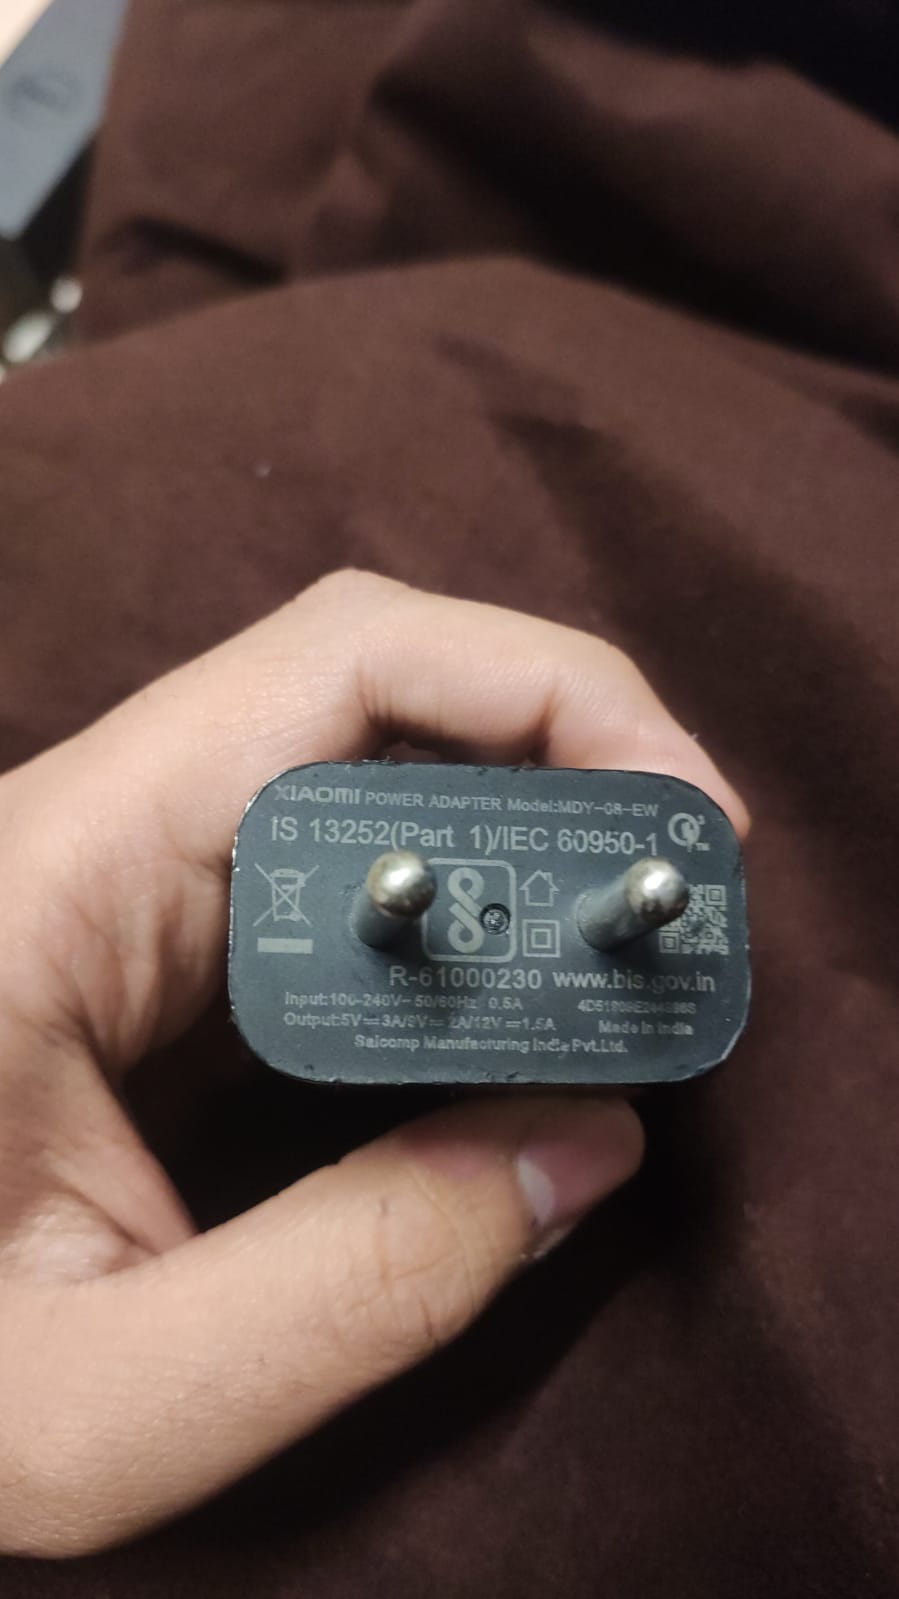 XIAOMI POWER ADAPTER Model:MDY-08-EW
IS 13252(Part 1)/IEC 60950-1
R-61000230 www.bis.gov.in
Input:100-240V~ 50/60Hz 0.5A
Output:5V⎓3A/9V⎓2A/12V⎓1.5A
Made in India
Salcomp Manufacturing India Pvt.Ltd.